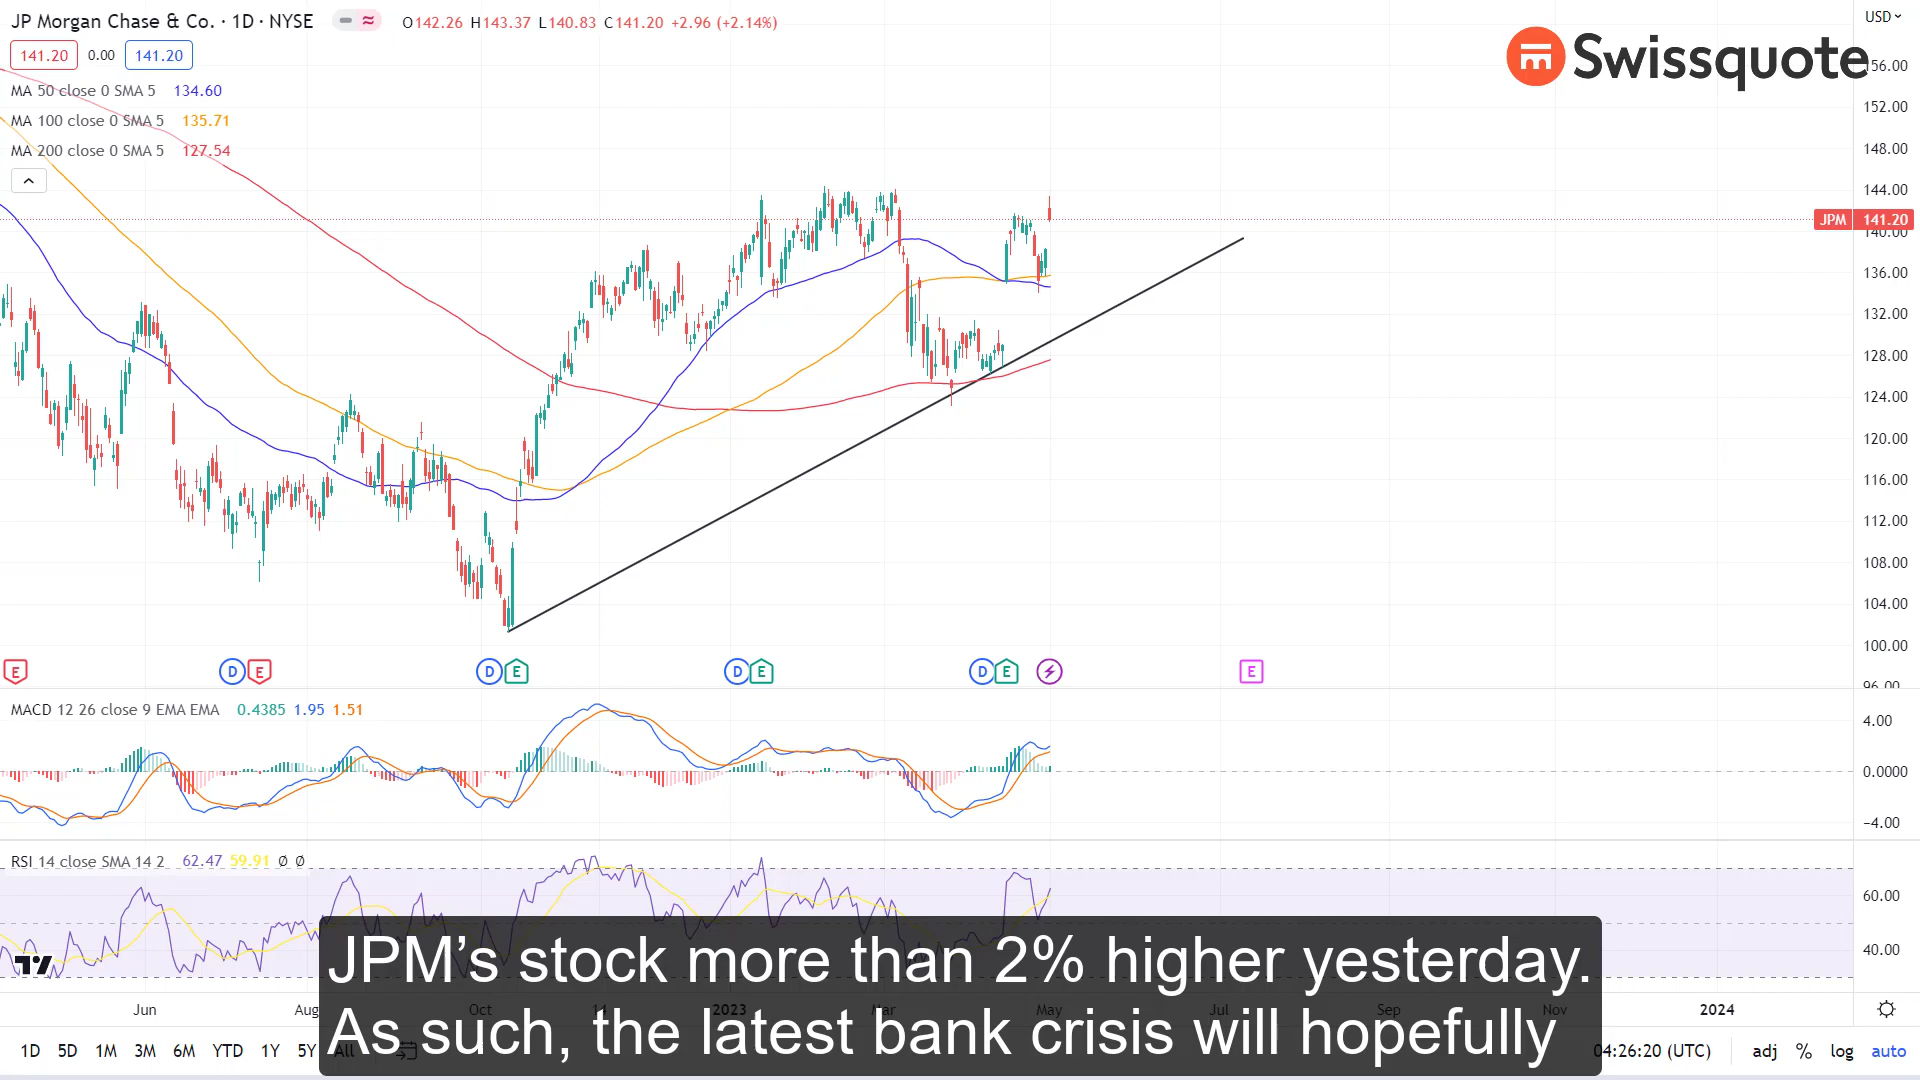 JP Morgan Chase & Co. · 1D · NYSE
O142.26 H143.37 L140.83 C141.20 +2.96 (+2.14%)
USD
Swissquote
141.20 0.00 141.20
MA 50 close 0 SMA 5 134.60
MA 100 close 0 SMA 5 135.71
MA 200 close 0 SMA 5 127.54
156.00
152.00
148.00
144.00
JPM 141.20
140.00
136.00
132.00
128.00
124.00
120.00
116.00
112.00
108.00
104.00
100.00
96.00
E D E D E D E D E E
MACD 12 26 close 9 EMA EMA 0.4385 1.95 1.51
4.00
0.0000
−4.00
RSI 14 close SMA 14 2 62.47 59.91 Ø Ø
60.00
40.00
JPM’s stock more than 2% higher yesterday.
As such, the latest bank crisis will hopefully
Jun Aug Oct 11 2023 Mar May Jul Sep Nov 2024
1D 5D 1M 3M 6M YTD 1Y 5Y All
04:26:20 (UTC) adj % log auto